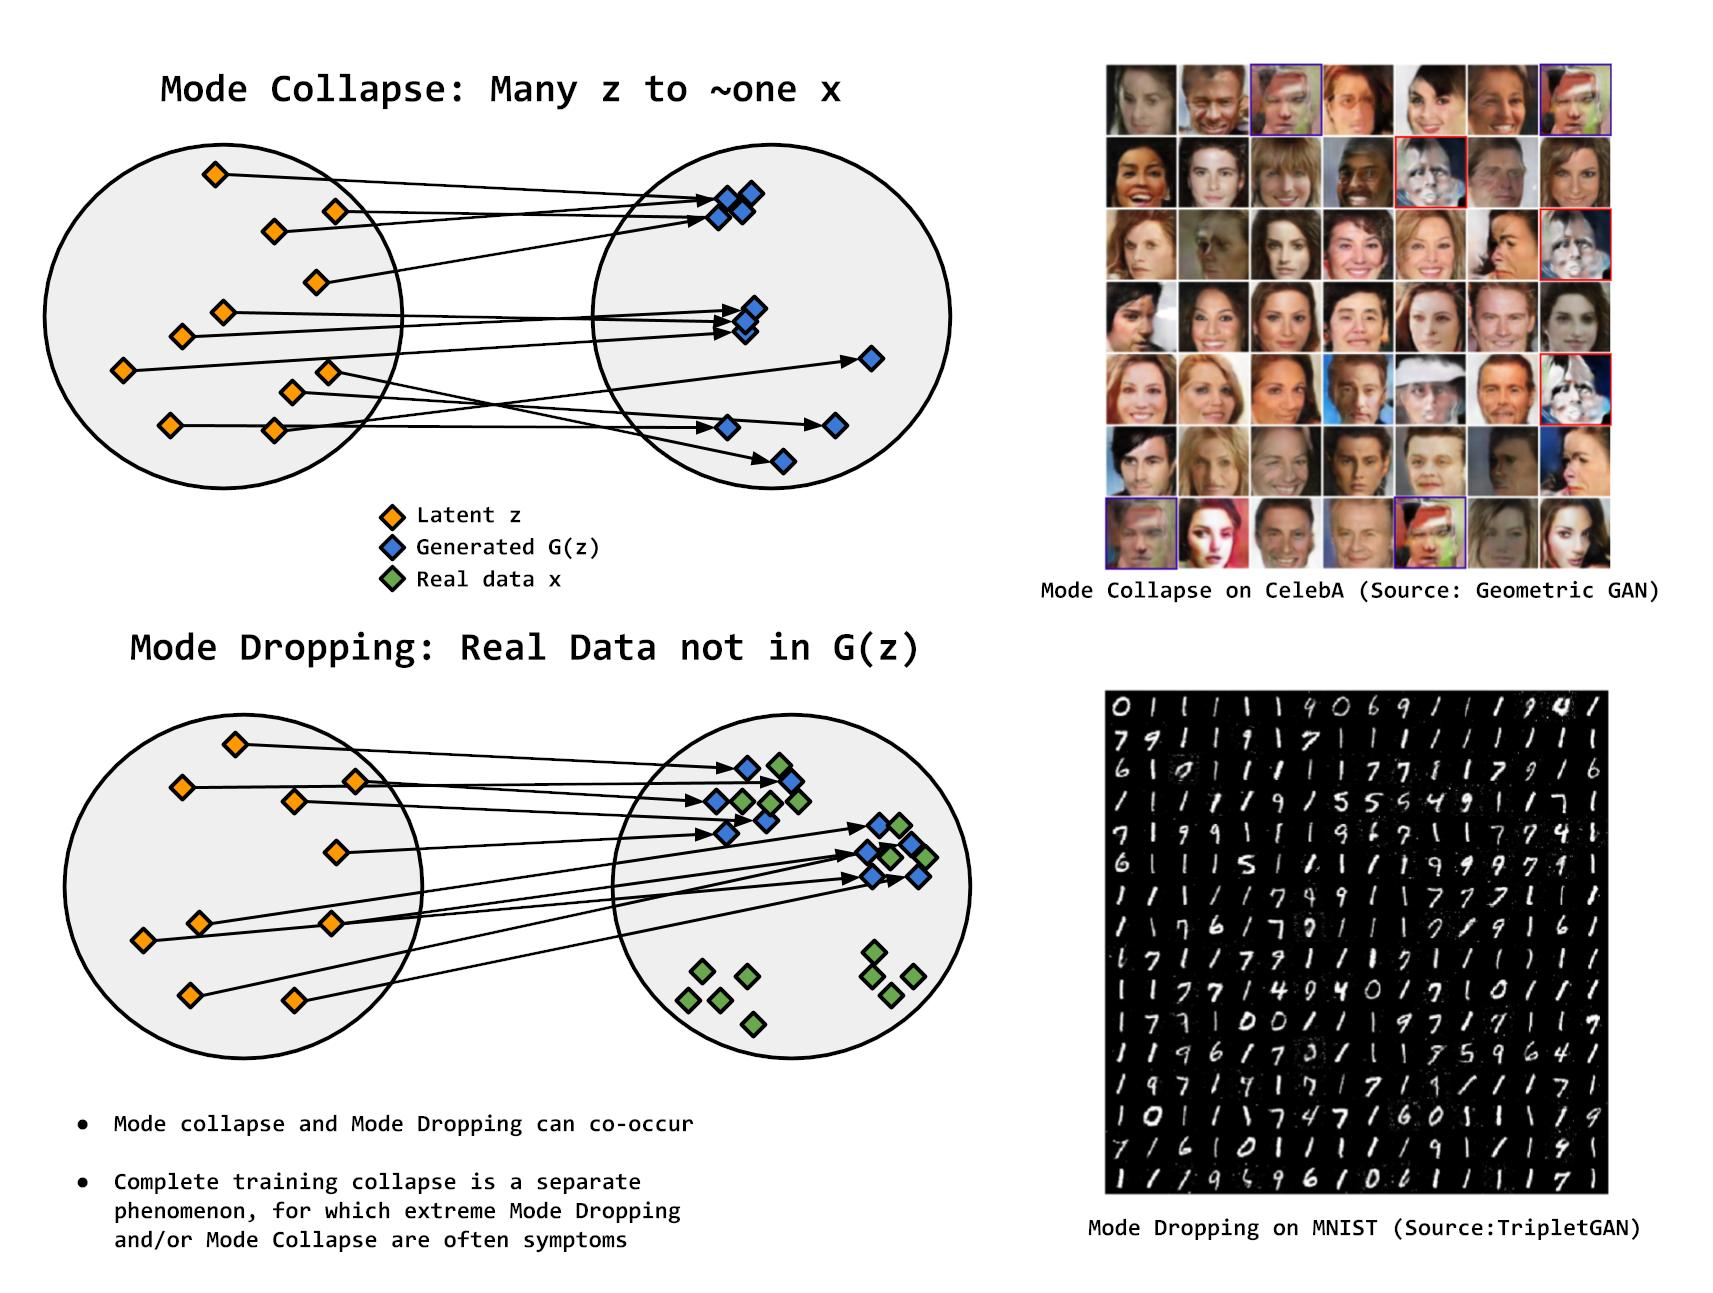 Mode Collapse: Many z to ~one x
Latent z
Generated G(z)
Real data x
Mode Collapse on CelebA (Source: Geometric GAN)
Mode Dropping: Real Data not in G(z)
● Mode collapse and Mode Dropping can co-occur
● Complete training collapse is a separate
phenomenon, for which extreme Mode Dropping
and/or Mode Collapse are often symptoms
Mode Dropping on MNIST (Source:TripletGAN)